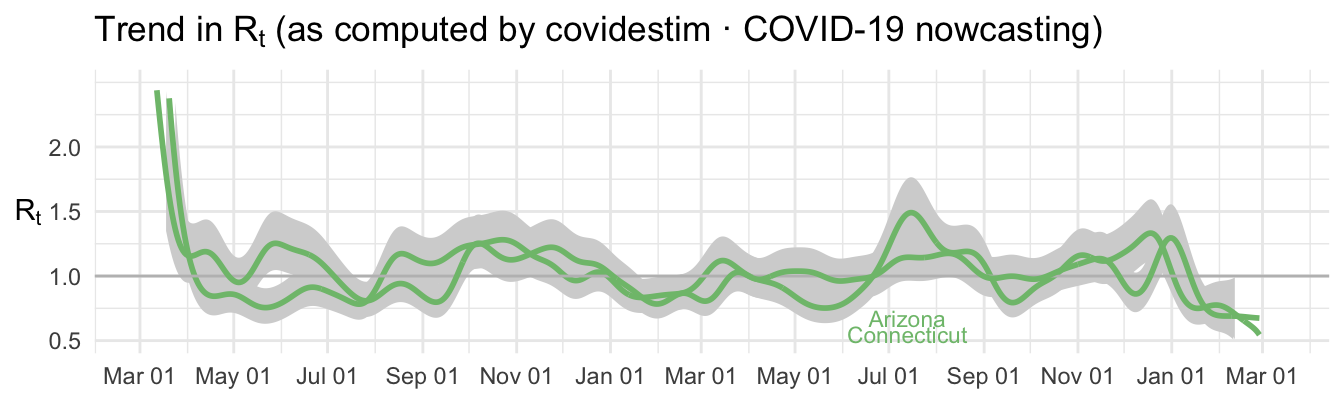 Trend in Rt (as computed by covidestim · COVID-19 nowcasting)
2.0
Rt 1.5
1.0
Arizona
Connecticut
0.5
Mar 01 May 01 Jul 01 Sep 01 Nov 01 Jan 01 Mar 01 May 01 Jul 01 Sep 01 Nov 01 Jan 01 Mar 01